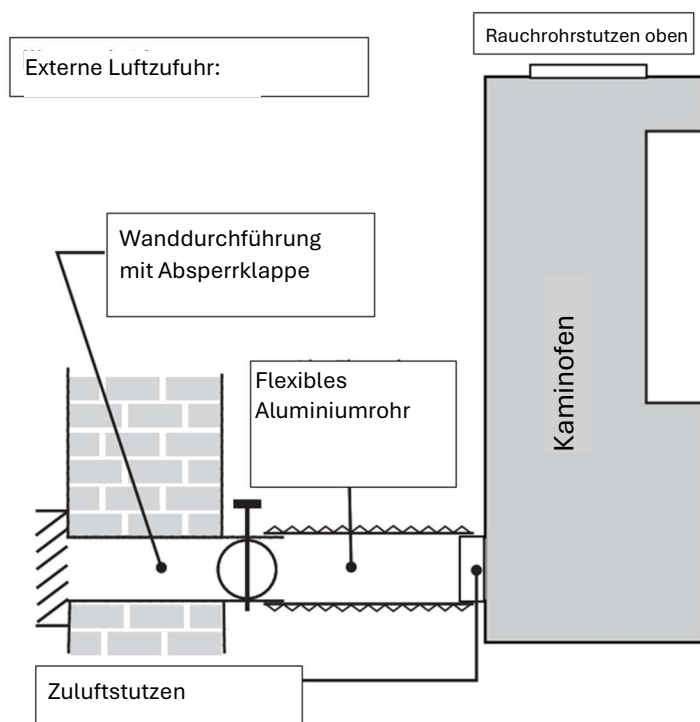 Rauchrohrstutzen oben
Externe Luftzufuhr:
Wanddurchführung
mit Absperrklappe
Flexibles
Aluminiumrohr
Kaminofen
Zuluftstutzen